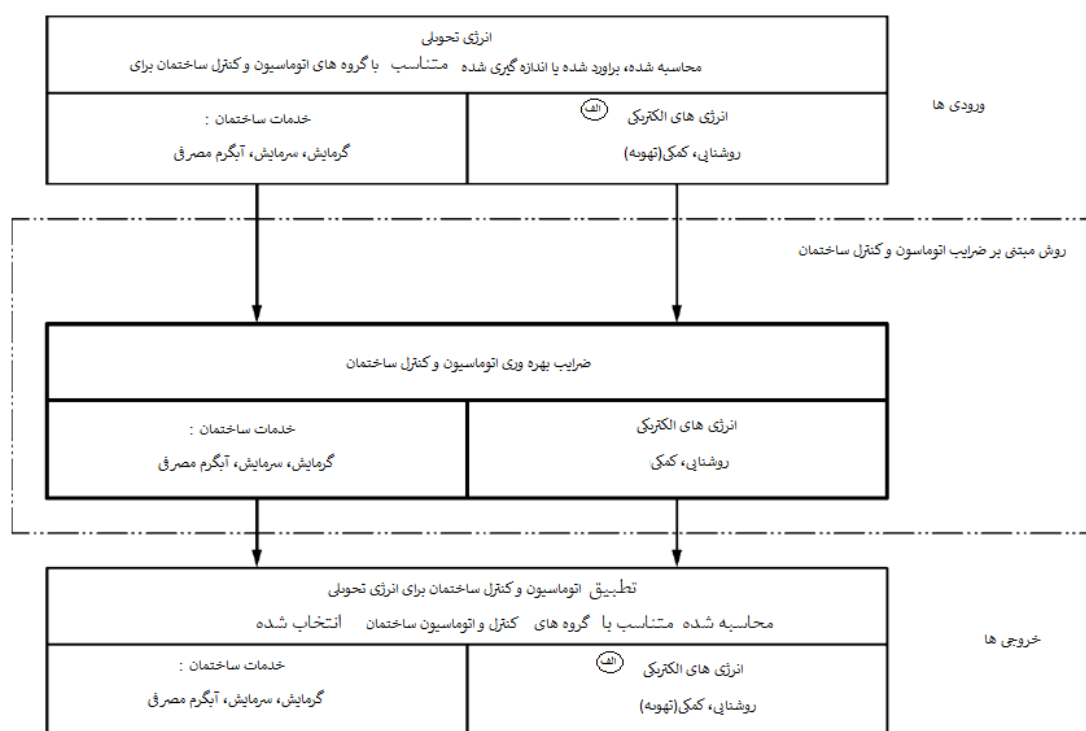 انرژی تحویلی
محاسبه شده، براورد شده یا اندازه گیری شده متناسب با گروه های اتوماسیون و کنترل ساختمان برای
ورودی ها
انرژی های الکتریکی الف
روشنایی، کمکی(تهویه)
خدمات ساختمان :
گرمایش، سرمایش، آبگرم مصرفی
روش مبتنی بر ضرایب اتوماسون و کنترل ساختمان
ضرایب بهره وری اتوماسیون و کنترل ساختمان
انرژی های الکتریکی
روشنایی، کمکی
خدمات ساختمان :
گرمایش، سرمایش، آبگرم مصرفی
تطبیق اتوماسیون و کنترل ساختمان برای انرژی تحویلی
محاسبه شده متناسب با گروه های کنترل و اتوماسیون ساختمان انتخاب شده
خروجی ها
انرژی های الکتریکی الف
روشنایی، کمکی(تهویه)
خدمات ساختمان :
گرمایش، سرمایش، آبگرم مصرفی